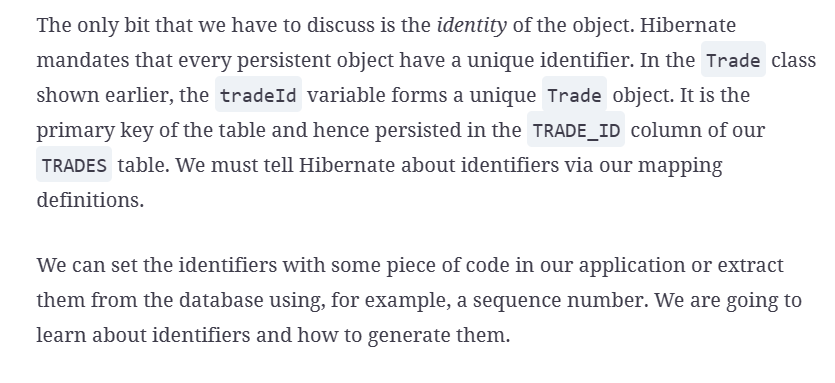 The only bit that we have to discuss is the identity of the object. Hibernate
mandates that every persistent object have a unique identifier. In the Trade class
shown earlier, the tradeId variable forms a unique Trade object. It is the
primary key of the table and hence persisted in the TRADE_ID column of our
TRADES table. We must tell Hibernate about identifiers via our mapping
definitions.
We can set the identifiers with some piece of code in our application or extract
them from the database using, for example, a sequence number. We are going to
learn about identifiers and how to generate them.